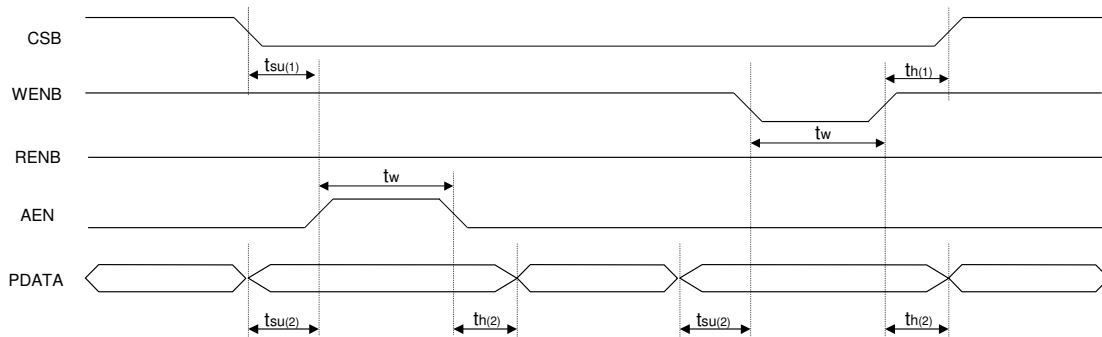 CSB
tsu(1)
th(1)
WENB
tw
RENB
tw
AEN
PDATA
tsu(2)
th(2)
tsu(2)
th(2)